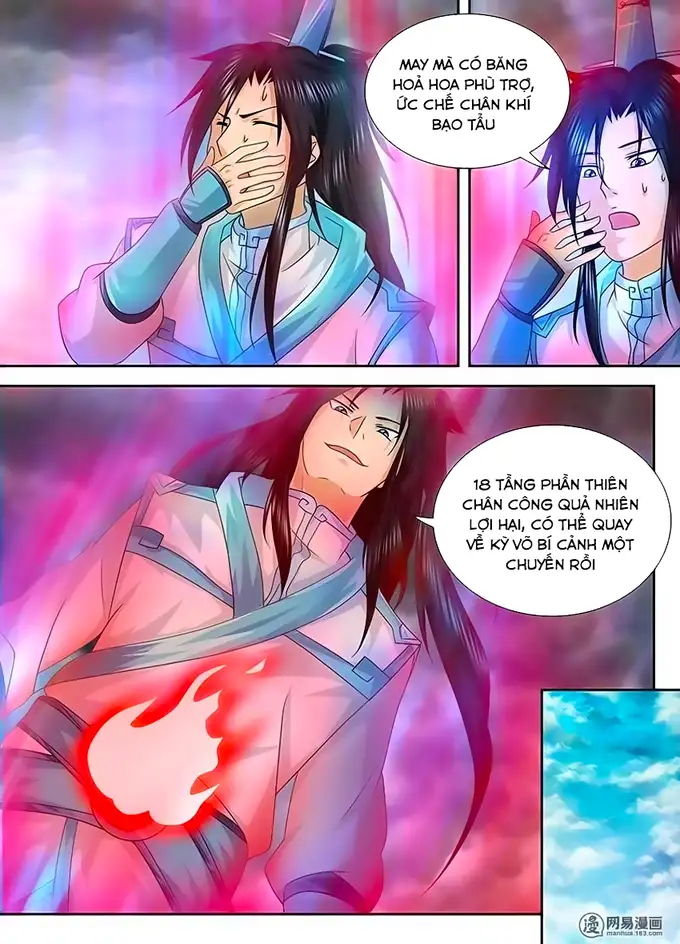 MAY MÀ CÓ BĂNG
HOẢ HOA PHÙ TRỢ,
ỨC CHẾ CHÂN KHÍ
BẠO TẨU
18 TẦNG PHẦN THIÊN
CHÂN CÔNG QUẢ NHIÊN
LỢI HẠI, CÓ THỂ QUAY
VỀ KỲ VÕ BÍ CẢNH MỘT
CHUYẾN RỒI
漫 网易漫画
manhua.163.com